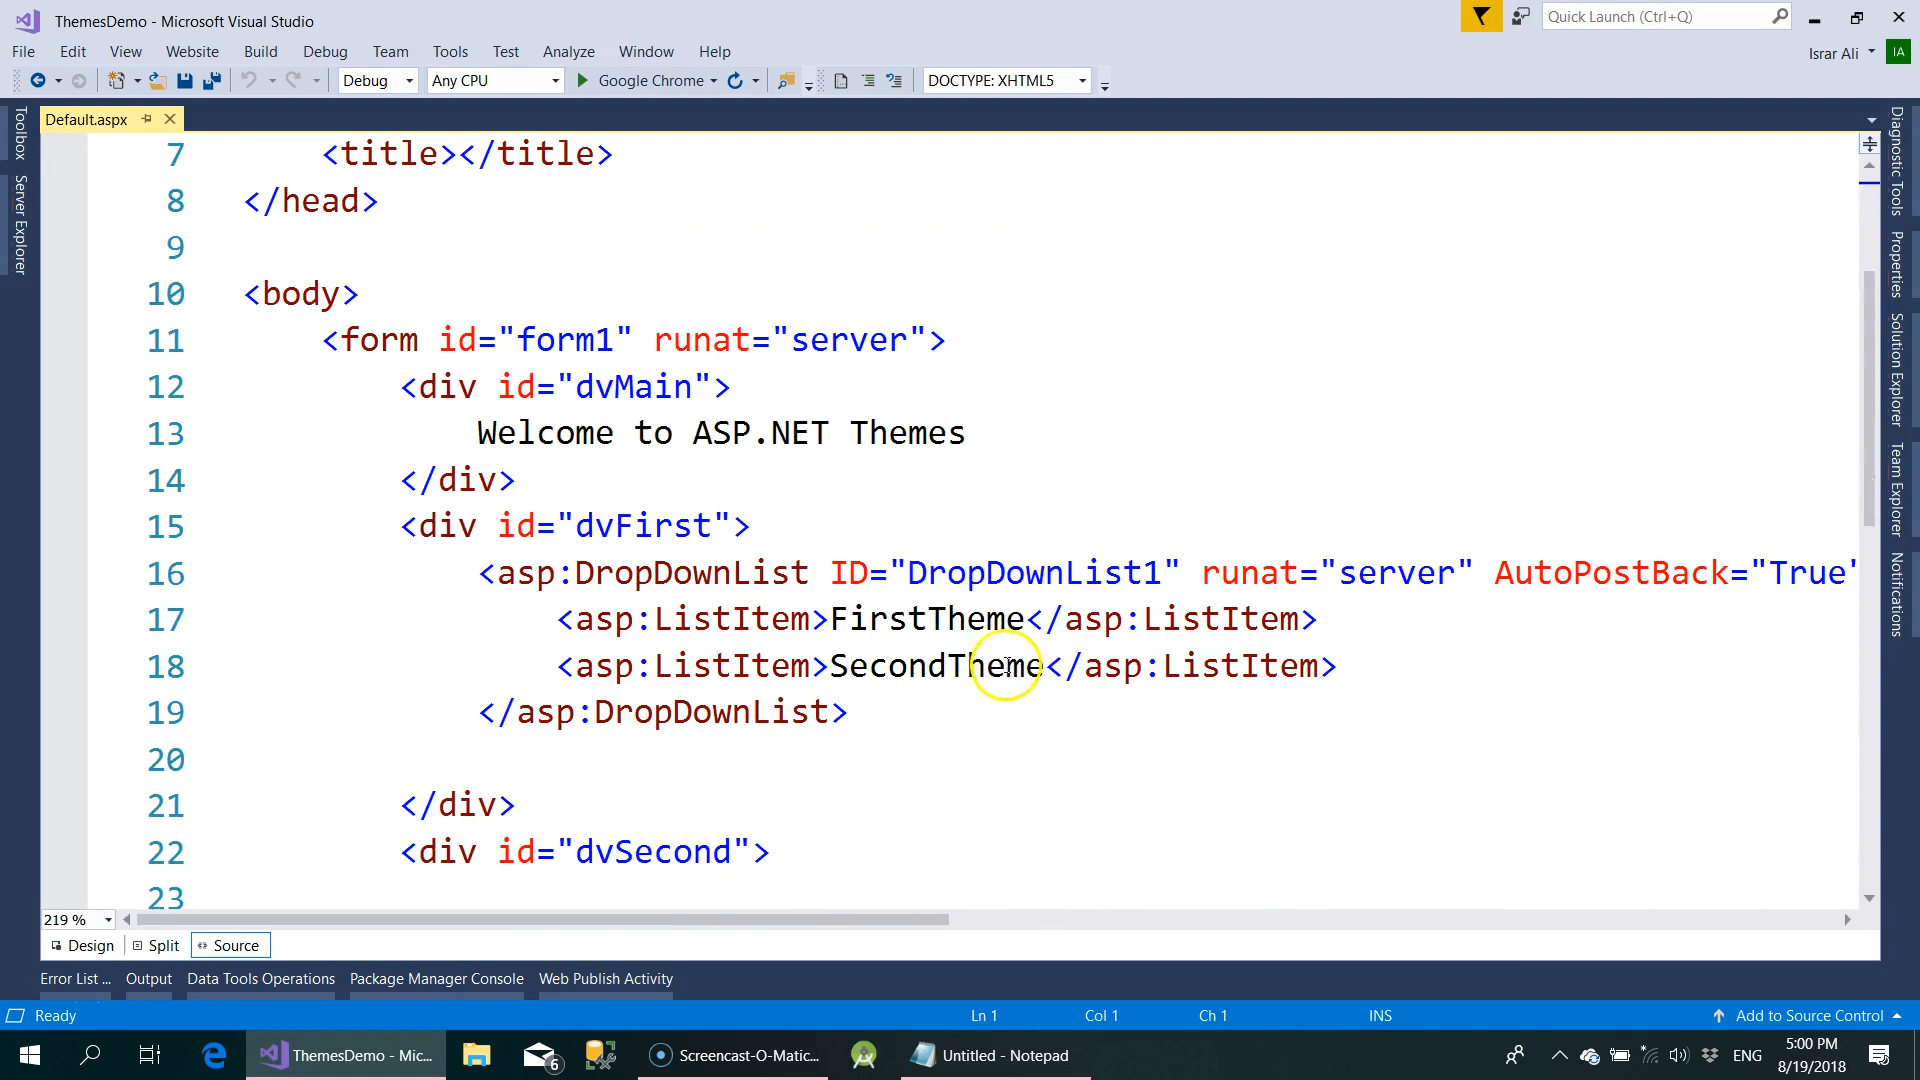 ThemesDemo - Microsoft Visual Studio
Quick Launch (Ctrl+Q)
File Edit View Website Build Debug Team Tools Test Analyze Window Help
Israr Ali IA
Debug Any CPU Google Chrome DOCTYPE: XHTML5
Default.aspx
Toolbox
Server Explorer
7 <title></title>
8 </head>
9
10 <body>
11 <form id="form1" runat="server">
12 <div id="dvMain">
13 Welcome to ASP.NET Themes
14 </div>
15 <div id="dvFirst">
16 <asp:DropDownList ID="DropDownList1" runat="server" AutoPostBack="True"
17 <asp:ListItem>FirstTheme</asp:ListItem>
18 <asp:ListItem>SecondTheme</asp:ListItem>
19 </asp:DropDownList>
20
21 </div>
22 <div id="dvSecond">
23
Diagnostic Tools
Properties
Solution Explorer
Team Explorer
Notifications
219 %
Design Split Source
Error List ... Output Data Tools Operations Package Manager Console Web Publish Activity
Ready Ln 1 Col 1 Ch 1 INS Add to Source Control
ThemesDemo - Mic... 6 Screencast-O-Matic... Untitled - Notepad ENG
5:00 PM
8/19/2018